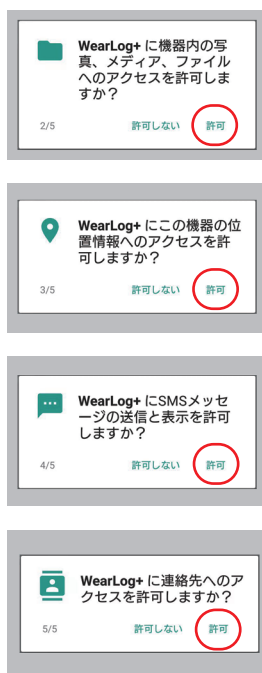 WearLog+ に機器内の写
真、メディア、ファイル
へのアクセスを許可しま
すか？
2/5 許可しない 許可
WearLog+ にこの機器の位
置情報へのアクセスを許
可しますか？
3/5 許可しない 許可
WearLog+ にSMSメッセ
ージの送信と表示を許可
しますか？
4/5 許可しない 許可
WearLog+ に連絡先へのア
クセスを許可しますか？
5/5 許可しない 許可